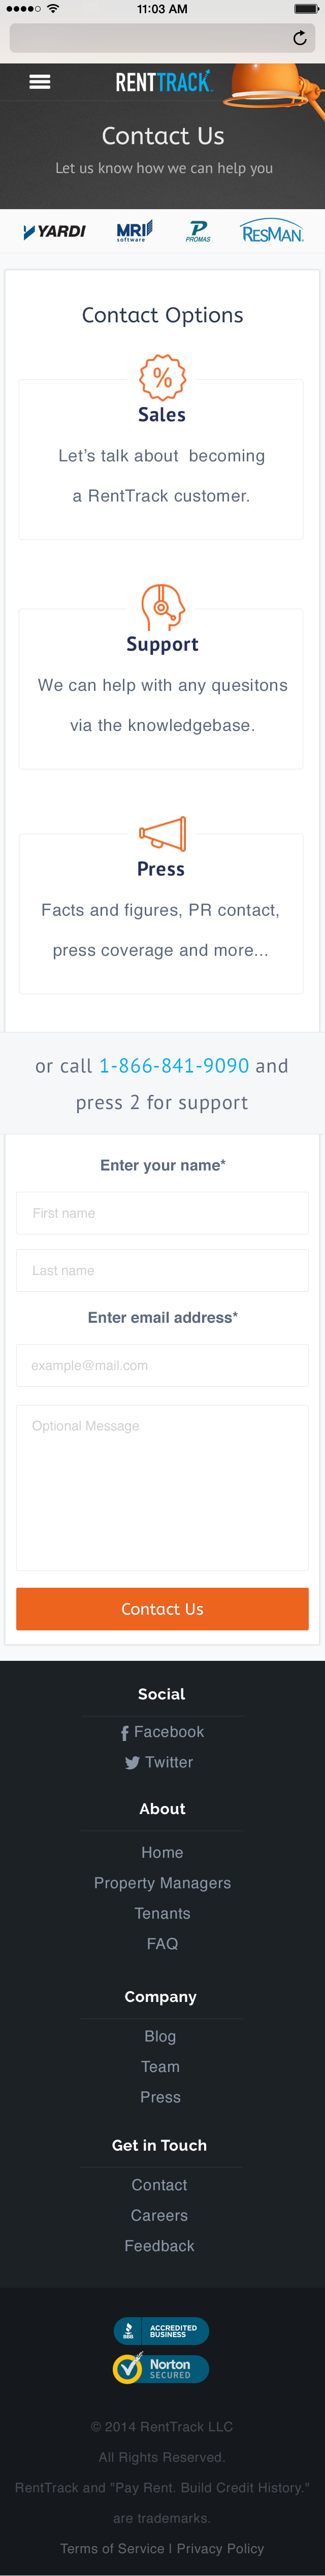 11:03 AM
RENTTRACK
Contact Us
Let us know how we can help you
YARDI
MRI
software
P
PROMAS
RESMAN
Contact Options
%
Sales
Let's talk about becoming
a RentTrack customer.
Support
We can help with any quesitons
via the knowledgebase.
Press
Facts and figures, PR contact,
press coverage and more...
or call 1-866-841-9090 and
press 2 for support
Enter your name*
First name
Last name
Enter email address*
example@mail.com
Optional Message
Contact Us
Social
Facebook
Twitter
About
Home
Property Managers
Tenants
FAQ
Company
Blog
Team
Press
Get in Touch
Contact
Careers
Feedback
BBB
ACCREDITED
BUSINESS
Norton
SECURED
© 2014 RentTrack LLC
All Rights Reserved.
RentTrack and "Pay Rent. Build Credit History."
are trademarks.
Terms of Service I Privacy Policy